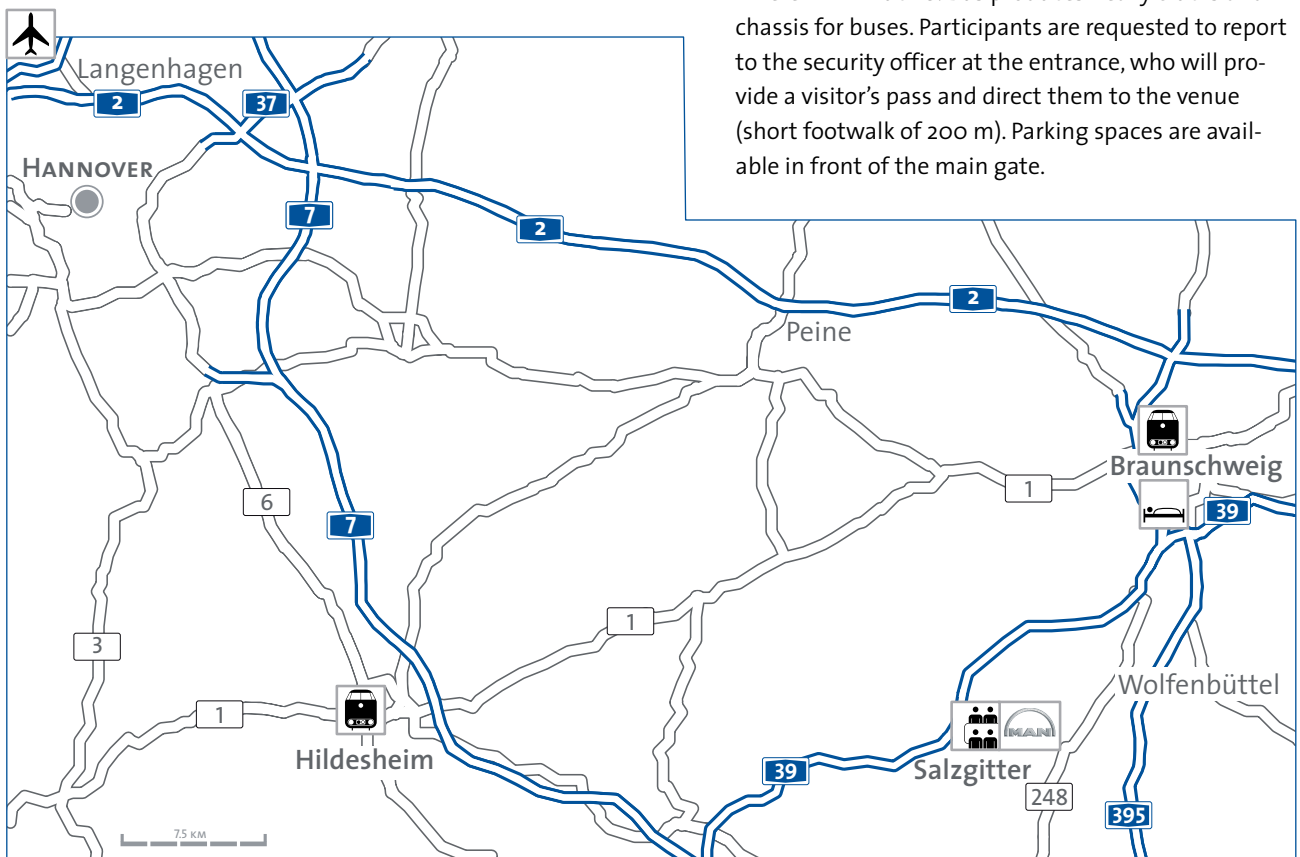 chassis for buses. Participants are requested to report
to the security officer at the entrance, who will pro-
vide a visitor's pass and direct them to the venue
(short footwalk of 200 m). Parking spaces are avail-
able in front of the main gate.
Langenhagen
2
37
HANNOVER
7
2
2
Peine
Braunschweig
1
6
39
7
1
3
Wolfenbüttel
1
MAN
Hildesheim
Salzgitter
39
248
395
7.5 KM